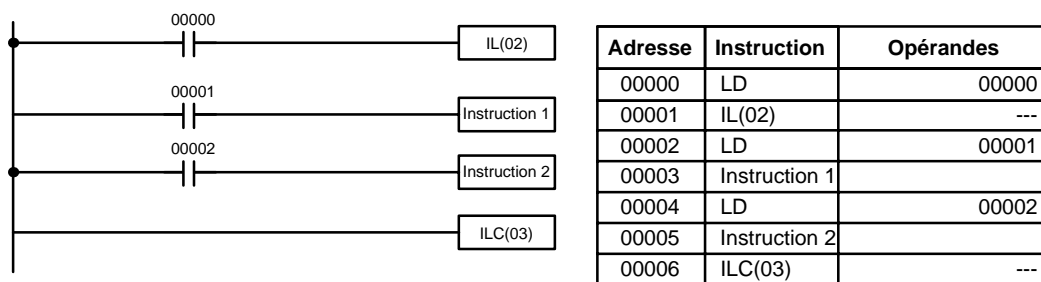 00000
IL(02)
00001
Instruction 1
00002
Instruction 2
ILC(03)
Adresse Instruction Opérandes
00000 LD 00000
00001 IL(02) ---
00002 LD 00001
00003 Instruction 1
00004 LD 00002
00005 Instruction 2
00006 ILC(03) ---